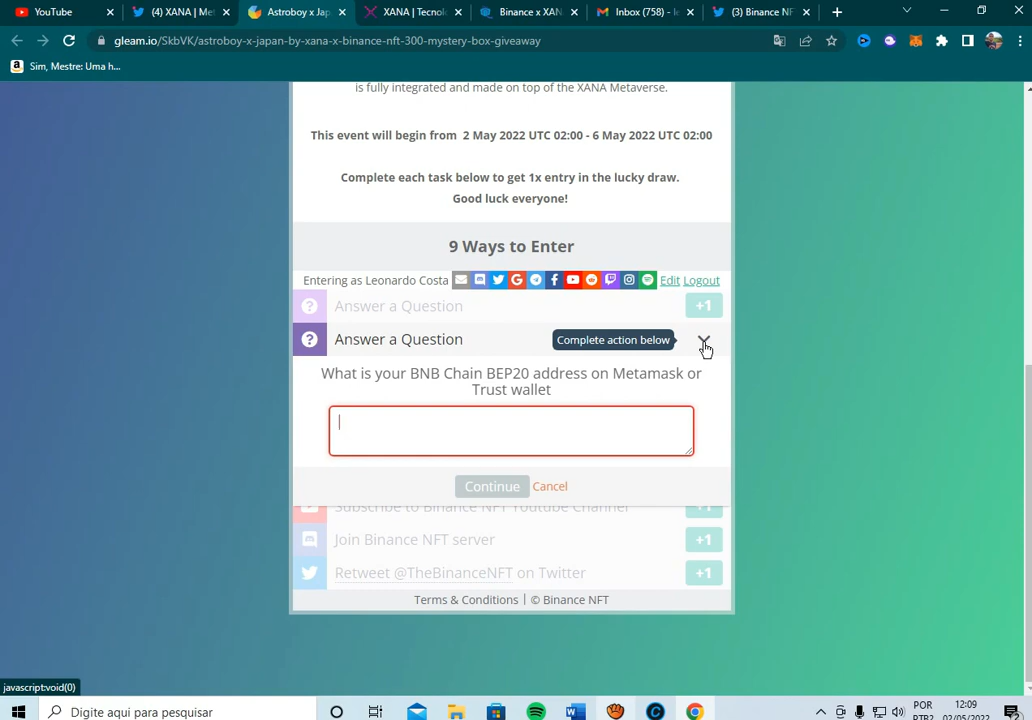 YouTube
(4) XANA | Met
Astroboy x Jap
XANA | Tecnol
Binance x XAN
Inbox (758) - le
(3) Binance NF
gleam.io/SkbVK/astroboy-x-japan-by-xana-x-binance-nft-300-mystery-box-giveaway
Sim, Mestre: Uma h...
is fully integrated and made on top of the XANA Metaverse.
This event will begin from 2 May 2022 UTC 02:00 - 6 May 2022 UTC 02:00
Complete each task below to get 1x entry in the lucky draw.
Good luck everyone!
9 Ways to Enter
Entering as Leonardo Costa Edit Logout
Answer a Question +1
Answer a Question Complete action below
What is your BNB Chain BEP20 address on Metamask or
Trust wallet
Continue Cancel
Subscribe to Binance NFT Youtube Channel +1
Join Binance NFT server +1
Retweet @TheBinanceNFT on Twitter +1
Terms & Conditions | © Binance NFT
javascript:void(0)
Digite aqui para pesquisar
POR
PTB2
12:09
02/05/2022